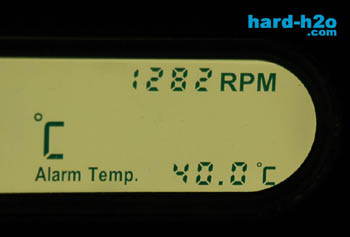 hard-h2o
.com
1282 RPM
°C
Alarm Temp. 40.0°C